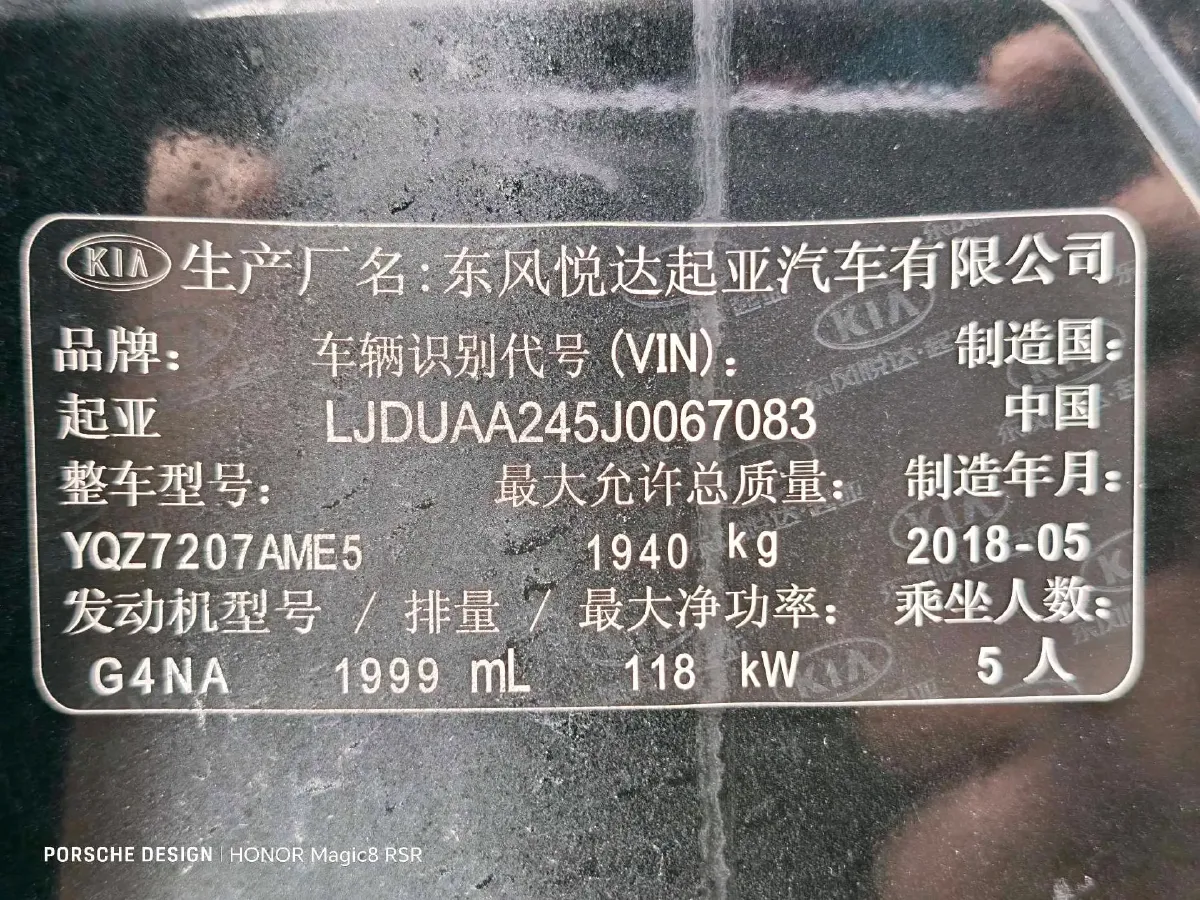 KIA 生产厂名:东风悦达起亚汽车有限公司
品牌: 车辆识别代号(VIN): 制造国:
起亚 LJDUAA245J0067083 中国
整车型号: 最大允许总质量: 制造年月:
YQZ7207AME5 1940 kg 2018-05
发动机型号 / 排量 / 最大净功率: 乘坐人数:
G4NA 1999 mL 118 kW 5 人
PORSCHE DESIGN | HONOR Magic8 RSR